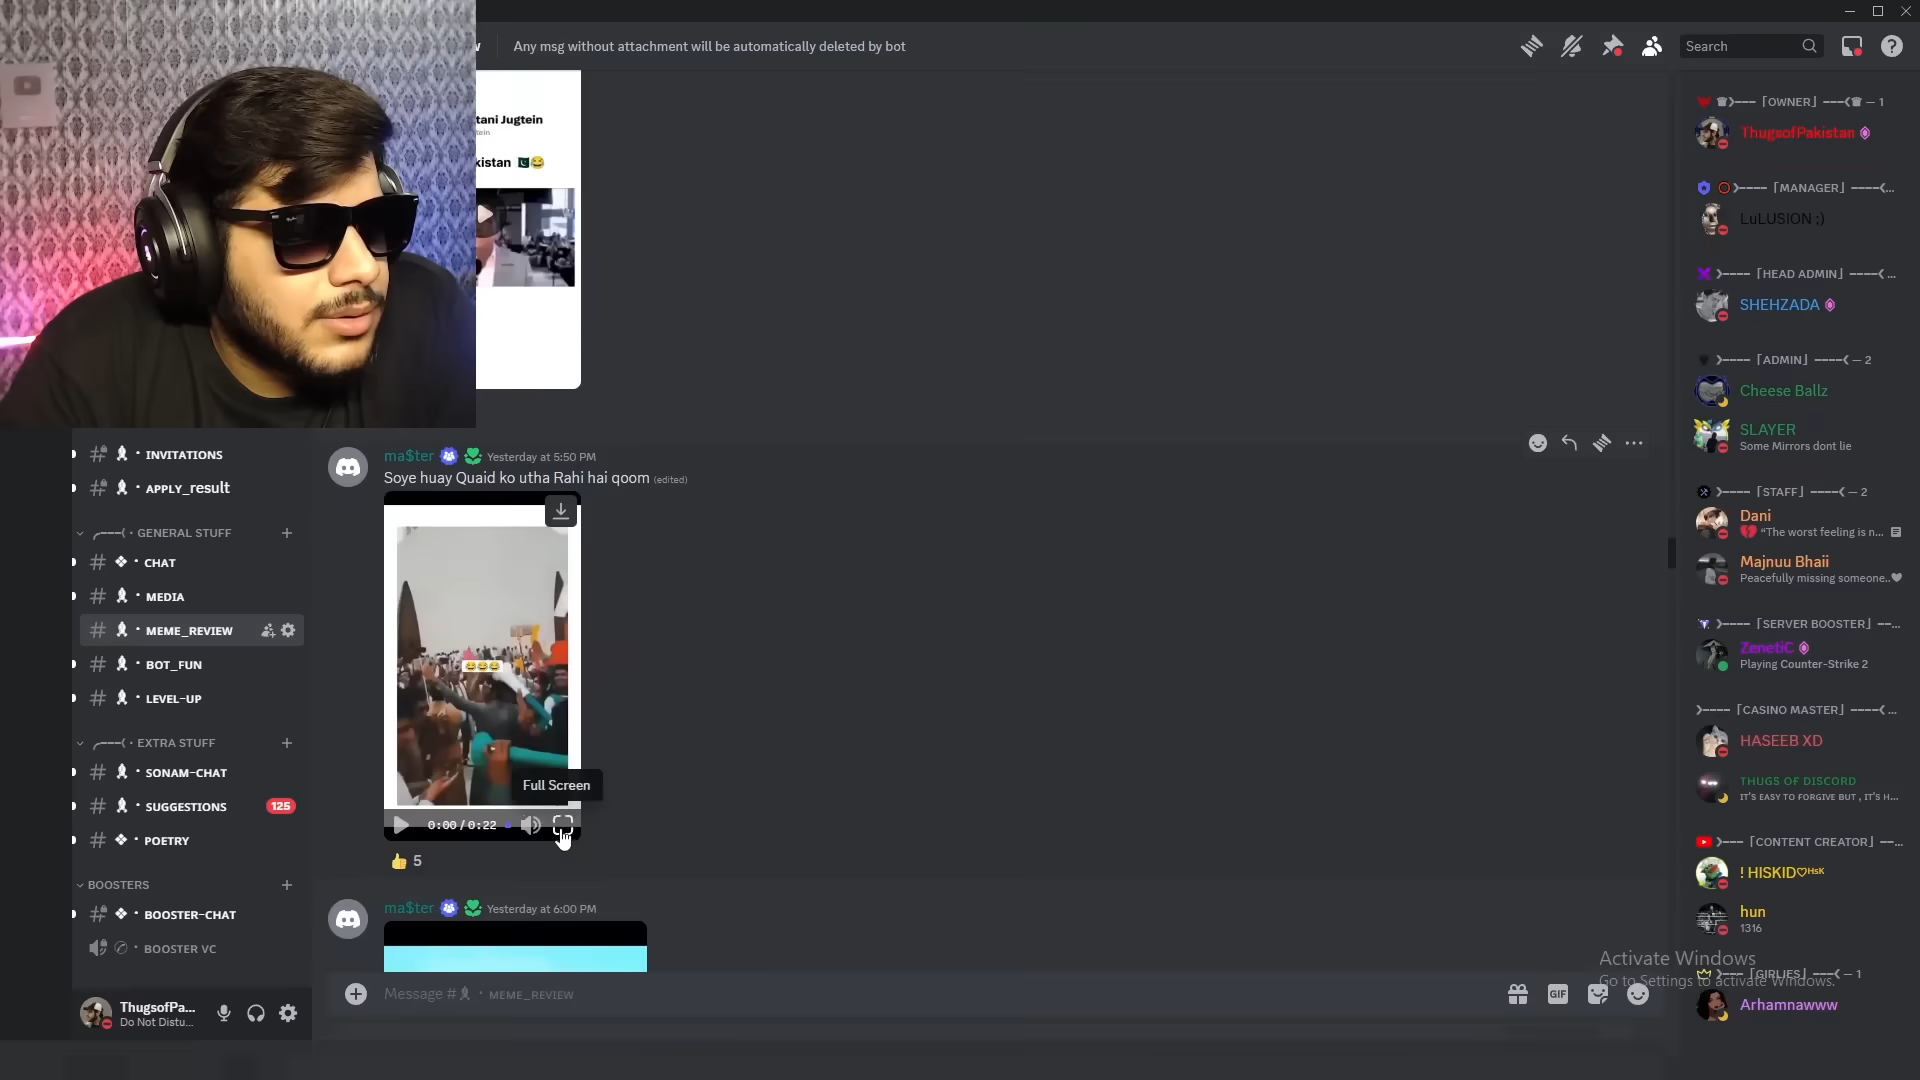 Any msg without attachment will be automatically deleted by bot
Search
tani Jugtein
tein
kistan 🇵🇰😂
ma$ter Yesterday at 5:50 PM
Soye huay Quaid ko utha Rahi hai qoom (edited)
😂😂😂
Full Screen
0:00 / 0:22
👍 5
ma$ter Yesterday at 6:00 PM
Message # · MEME_REVIEW
GIF
INVITATIONS
APPLY_result
GENERAL STUFF
CHAT
MEDIA
MEME_REVIEW
BOT_FUN
LEVEL-UP
EXTRA STUFF
SONAM-CHAT
SUGGESTIONS 125
POETRY
BOOSTERS
BOOSTER-CHAT
BOOSTER VC
ThugsofPa...
Do Not Distu...
「OWNER」 — 1
ThugsofPakistan
「MANAGER」
LuLUSION ;)
「HEAD ADMIN」
SHEHZADA
「ADMIN」 — 2
Cheese Ballz
SLAYER
Some Mirrors dont lie
「STAFF」 — 2
Dani
💔 “The worst feeling is n...
Majnuu Bhaii
Peacefully missing someone..🖤
「SERVER BOOSTER」
ZenetiC
Playing Counter-Strike 2
「CASINO MASTER」
HASEEB XD
THUGS OF DISCORD
IT'S EASY TO FORGIVE BUT , IT'S H...
「CONTENT CREATOR」
! HISKID♡ᴴˢᴷ
hun
1316
「GIRLIES」 — 1
Arhamnawww
Activate Windows
Go to Settings to activate Windows.